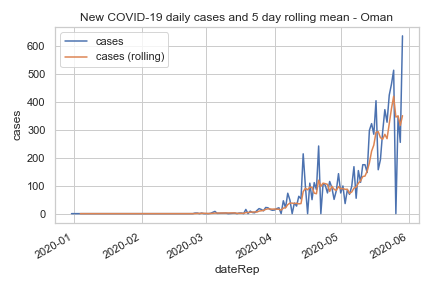 New COVID-19 daily cases and 5 day rolling mean - Oman
cases
cases (rolling)
600
500
400
300
200
100
0
cases
2020-01
2020-02
2020-03
2020-04
2020-05
2020-06
dateRep